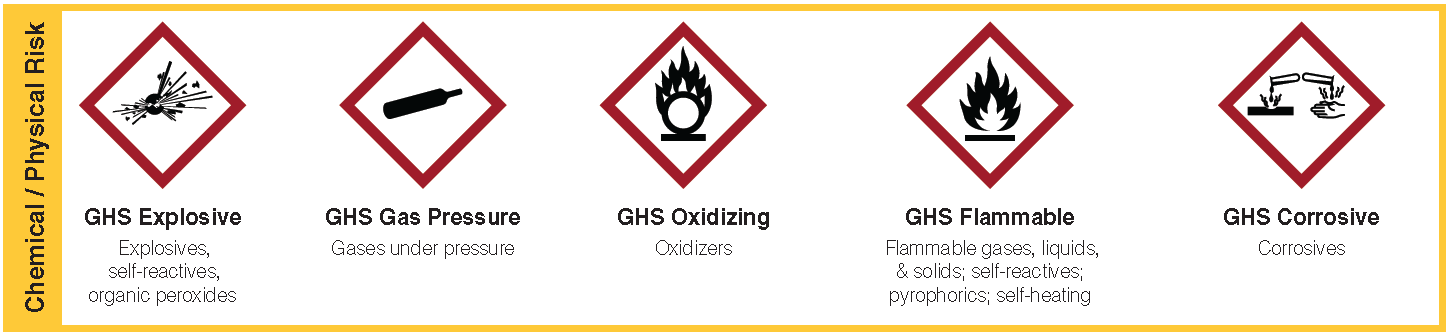 Chemical / Physical Risk
GHS Explosive
Explosives,
self-reactives,
organic peroxides
GHS Gas Pressure
Gases under pressure
GHS Oxidizing
Oxidizers
GHS Flammable
Flammable gases, liquids,
& solids; self-reactives;
pyrophorics; self-heating
GHS Corrosive
Corrosives